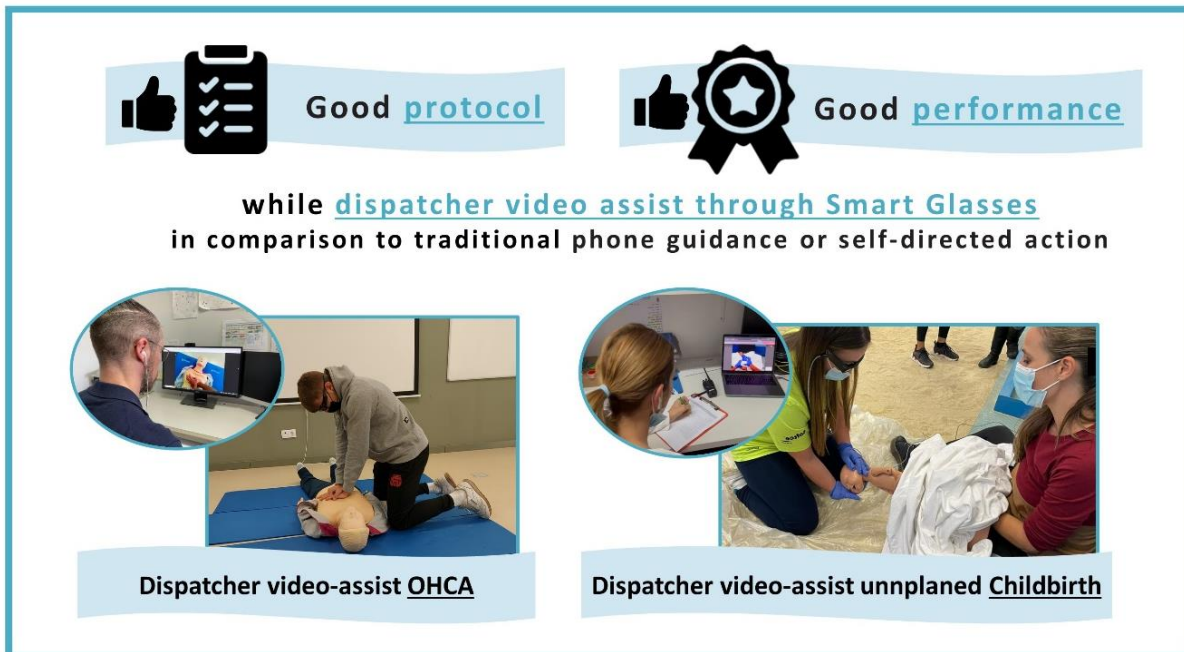 Good protocol
Good performance
while dispatcher video assist through Smart Glasses
in comparison to traditional phone guidance or self-directed action
Dispatcher video-assist OHCA
Dispatcher video-assist unnplaned Childbirth